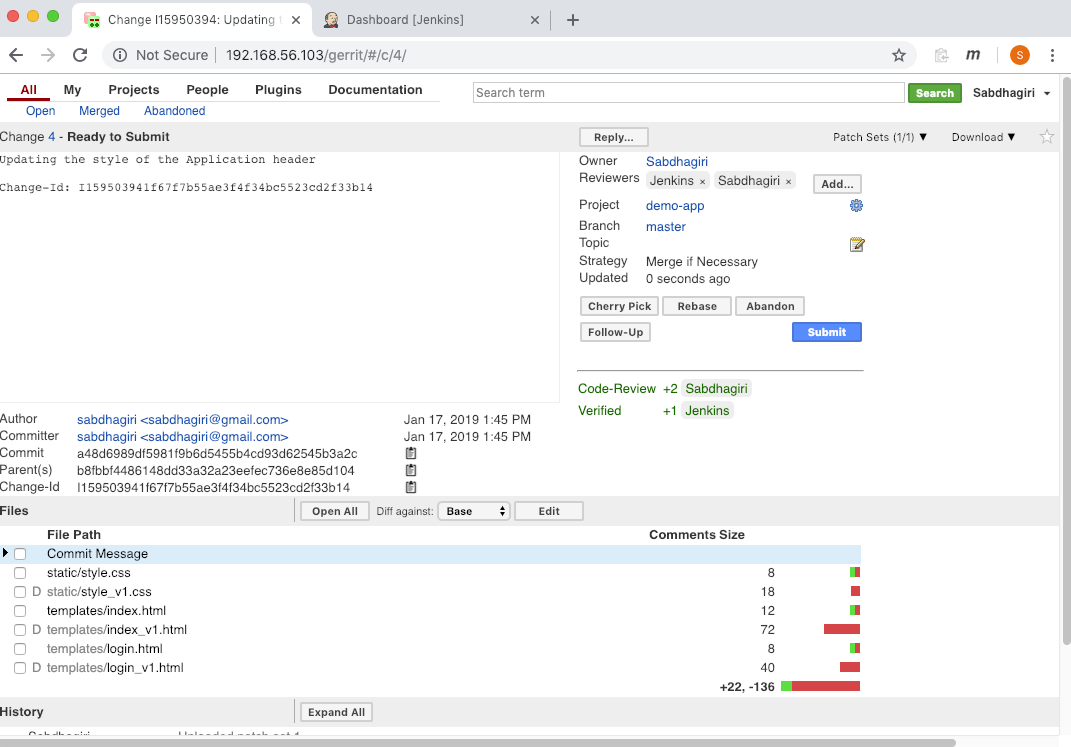 Change I15950394: Updating
Dashboard [Jenkins]
Not Secure
192.168.56.103/gerrit/#/c/4/
m
S
All My Projects People Plugins Documentation
Search term
Search
Sabdhagiri
Open Merged Abandoned
Change 4 - Ready to Submit
Reply...
Patch Sets (1/1) ▼
Download ▼
Updating the style of the Application header
Change-Id: I159503941f67f7b55ae3f4f34bc5523cd2f33b14
Owner Sabdhagiri
Reviewers Jenkins × Sabdhagiri × Add...
Project demo-app
Branch master
Topic
Strategy Merge if Necessary
Updated 0 seconds ago
Cherry Pick Rebase Abandon
Follow-Up Submit
Code-Review +2 Sabdhagiri
Verified +1 Jenkins
Author sabdhagiri <sabdhagiri@gmail.com> Jan 17, 2019 1:45 PM
Committer sabdhagiri <sabdhagiri@gmail.com> Jan 17, 2019 1:45 PM
Commit a48d6989df5981f9b6d5455b4cd93d62545b3a2c
Parent(s) b8fbbf4486148dd33a32a23eefec736e8e85d104
Change-Id I159503941f67f7b55ae3f4f34bc5523cd2f33b14
Files Open All Diff against: Base Edit
File Path Comments Size
Commit Message
static/style.css 8
D static/style_v1.css 18
templates/index.html 12
D templates/index_v1.html 72
templates/login.html 8
D templates/login_v1.html 40
+22, -136
History Expand All
Sabdhagiri Uploaded patch set 1.